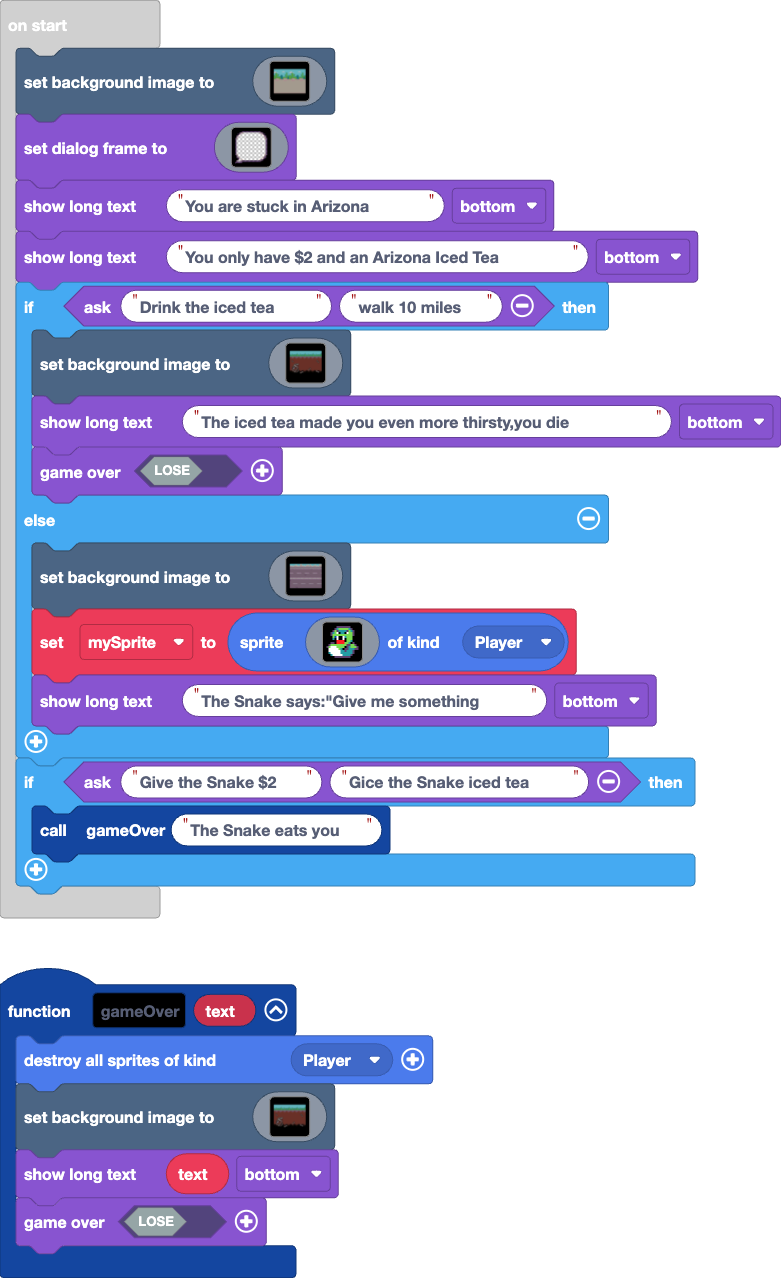 on start
set background image to
set dialog frame to
show long text "You are stuck in Arizona" bottom
show long text "You only have $2 and an Arizona Iced Tea" bottom
if ask "Drink the iced tea" "walk 10 miles" then
set background image to
show long text "The iced tea made you even more thirsty,you die" bottom
game over LOSE
else
set background image to
set mySprite to sprite of kind Player
show long text "The Snake says:"Give me something" bottom
if ask "Give the Snake $2" "Gice the Snake iced tea" then
call gameOver "The Snake eats you"
function gameOver text
destroy all sprites of kind Player
set background image to
show long text text bottom
game over LOSE